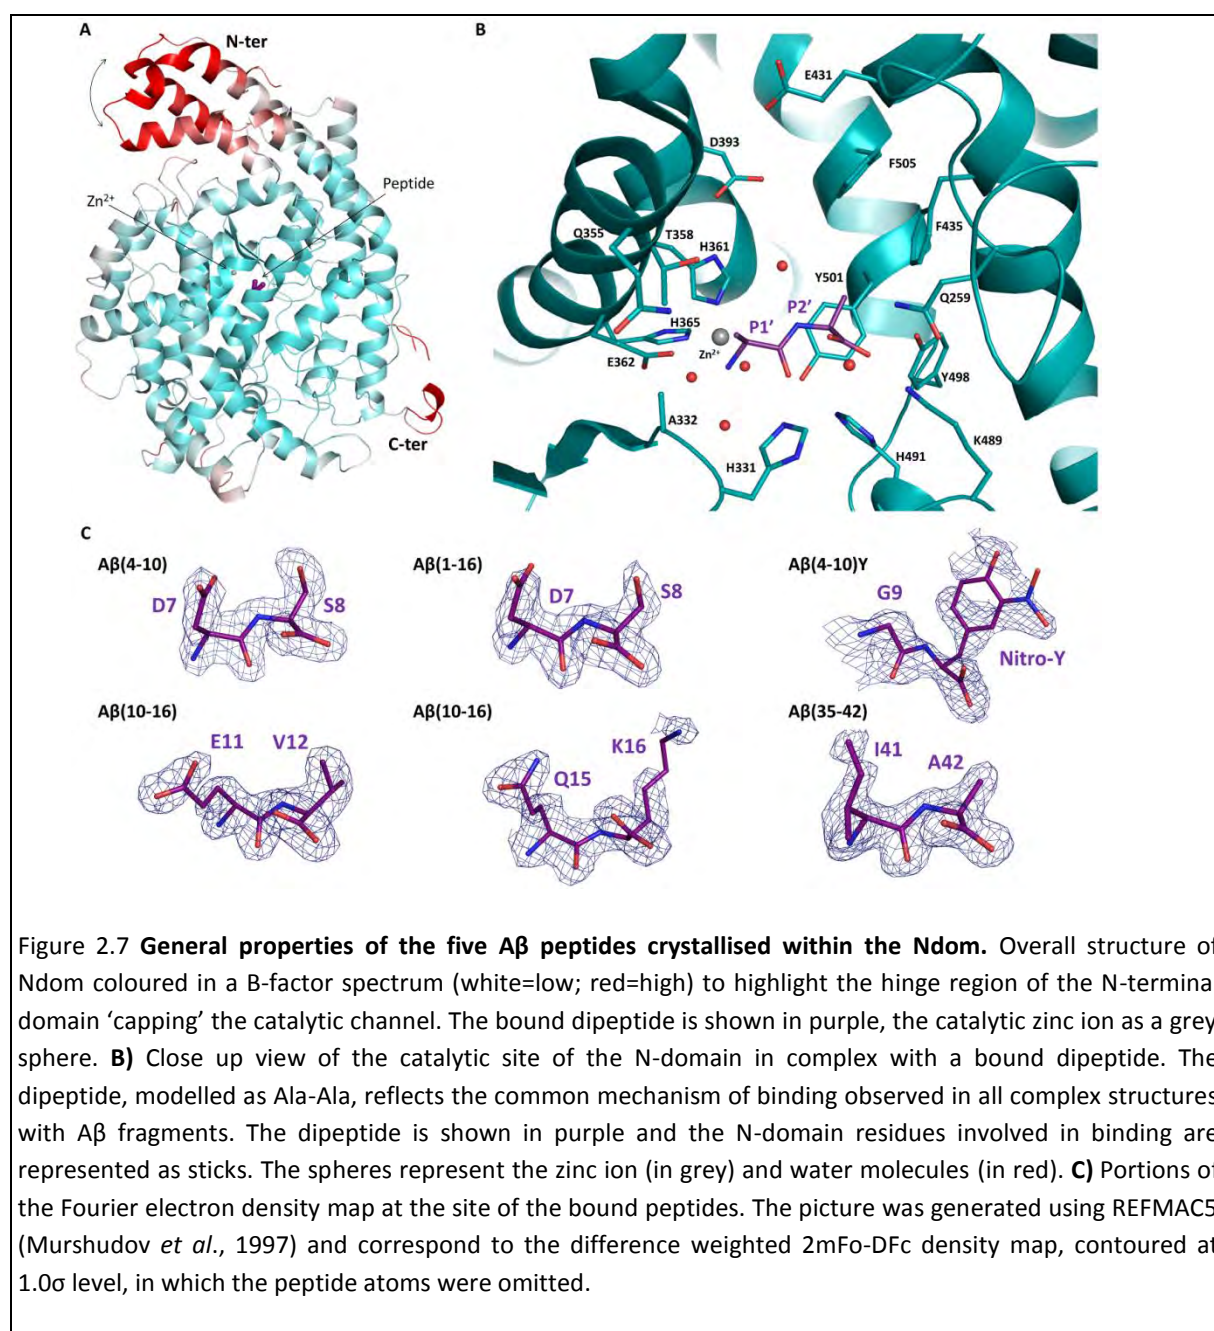 A
N-ter
Zn2+
Peptide
C-ter
B
E431
D393
F505
Q355
T358
H361
F435
Y501
Q259
P2’
P1’
H365
Zn2+
E362
Y498
A332
K489
H331
H491
C
Aβ(4-10)
D7
S8
Aβ(1-16)
D7
S8
Aβ(4-10)Y
G9
Nitro-Y
Aβ(10-16)
E11
V12
Aβ(10-16)
K16
Q15
Aβ(35-42)
I41
A42
Figure 2.7 General properties of the five Aβ peptides crystallised within the Ndom. Overall structure of
Ndom coloured in a B-factor spectrum (white=low; red=high) to highlight the hinge region of the N-termina
domain ‘capping’ the catalytic channel. The bound dipeptide is shown in purple, the catalytic zinc ion as a grey
sphere. B) Close up view of the catalytic site of the N-domain in complex with a bound dipeptide. The
dipeptide, modelled as Ala-Ala, reflects the common mechanism of binding observed in all complex structures
with Aβ fragments. The dipeptide is shown in purple and the N-domain residues involved in binding are
represented as sticks. The spheres represent the zinc ion (in grey) and water molecules (in red). C) Portions of
the Fourier electron density map at the site of the bound peptides. The picture was generated using REFMAC5
(Murshudov et al., 1997) and correspond to the difference weighted 2mFo-DFc density map, contoured at
1.0σ level, in which the peptide atoms were omitted.